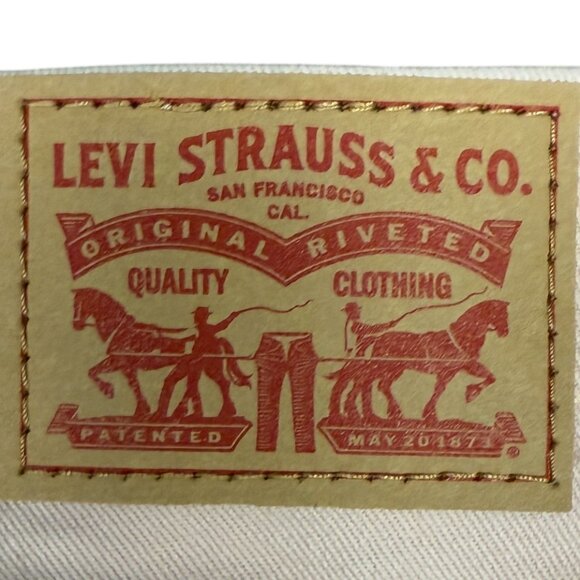 LEVI STRAUSS & CO.
SAN FRANCISCO
CAL.
ORIGINAL RIVETED
QUALITY CLOTHING
PATENTED MAY 20 1873
®